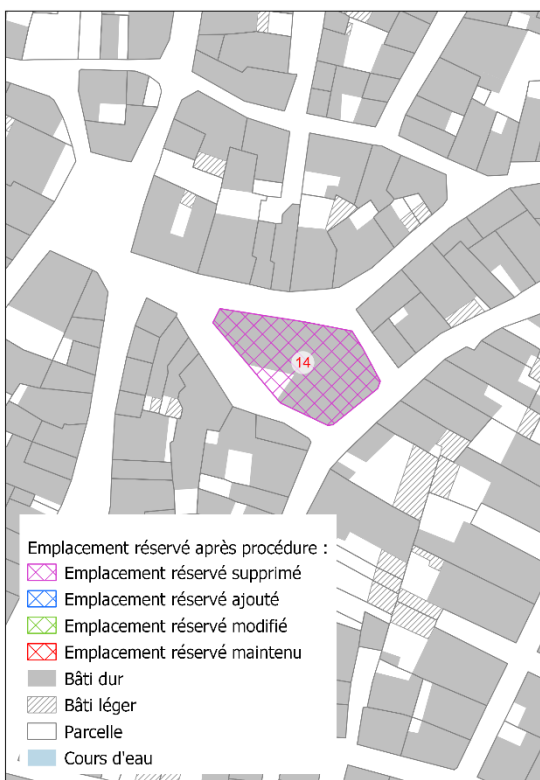 14
Emplacement réservé après procédure :
Emplacement réservé supprimé
Emplacement réservé ajouté
Emplacement réservé modifié
Emplacement réservé maintenu
Bâti dur
Bâti léger
Parcelle
Cours d'eau